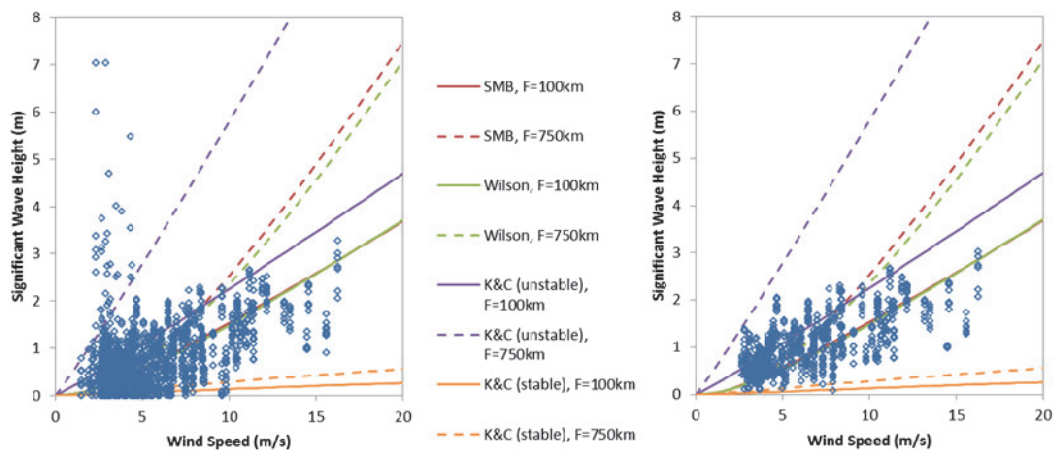 8
7
6
5
4
3
2
1
0
Significant Wave Height (m)
0
5
10
15
20
Wind Speed (m/s)
SMB, F=100km
SMB, F=750km
Wilson, F=100km
Wilson, F=750km
K&C (unstable),
F=100km
K&C (unstable),
F=750km
K&C (stable), F=100km
K&C (stable), F=750km
8
7
6
5
4
3
2
1
0
Significant Wave Height (m)
0
5
10
15
20
Wind Speed (m/s)